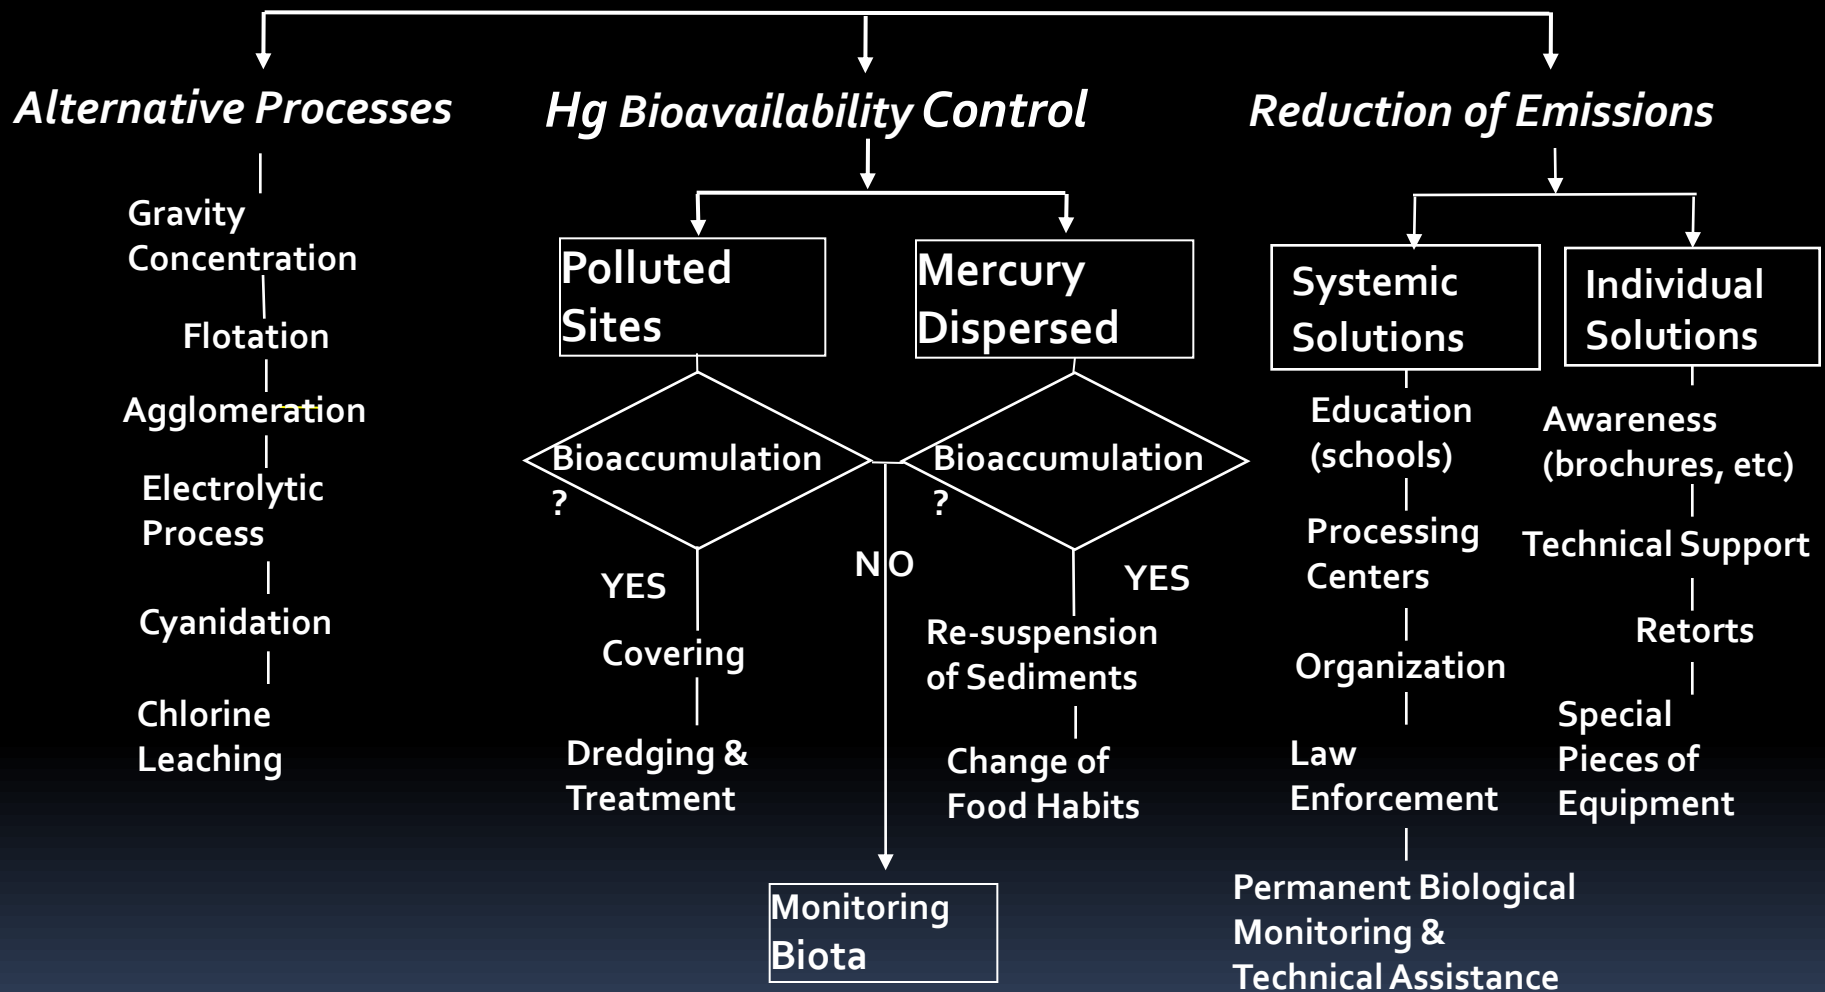 Alternative Processes
Hg Bioavailability Control
Reduction of Emissions
Gravity
Concentration
Flotation
Agglomeration
Electrolytic
Process
Cyanidation
Chlorine
Leaching
Polluted
Sites
Bioaccumulation
?
YES
Covering
Dredging &
Treatment
NO
Monitoring
Biota
Mercury
Dispersed
Bioaccumulation
?
YES
Re-suspension
of Sediments
Change of
Food Habits
Systemic
Solutions
Education
(schools)
Processing
Centers
Organization
Law
Enforcement
Permanent Biological
Monitoring &
Technical Assistance
Individual
Solutions
Awareness
(brochures, etc)
Technical Support
Retorts
Special
Pieces of
Equipment